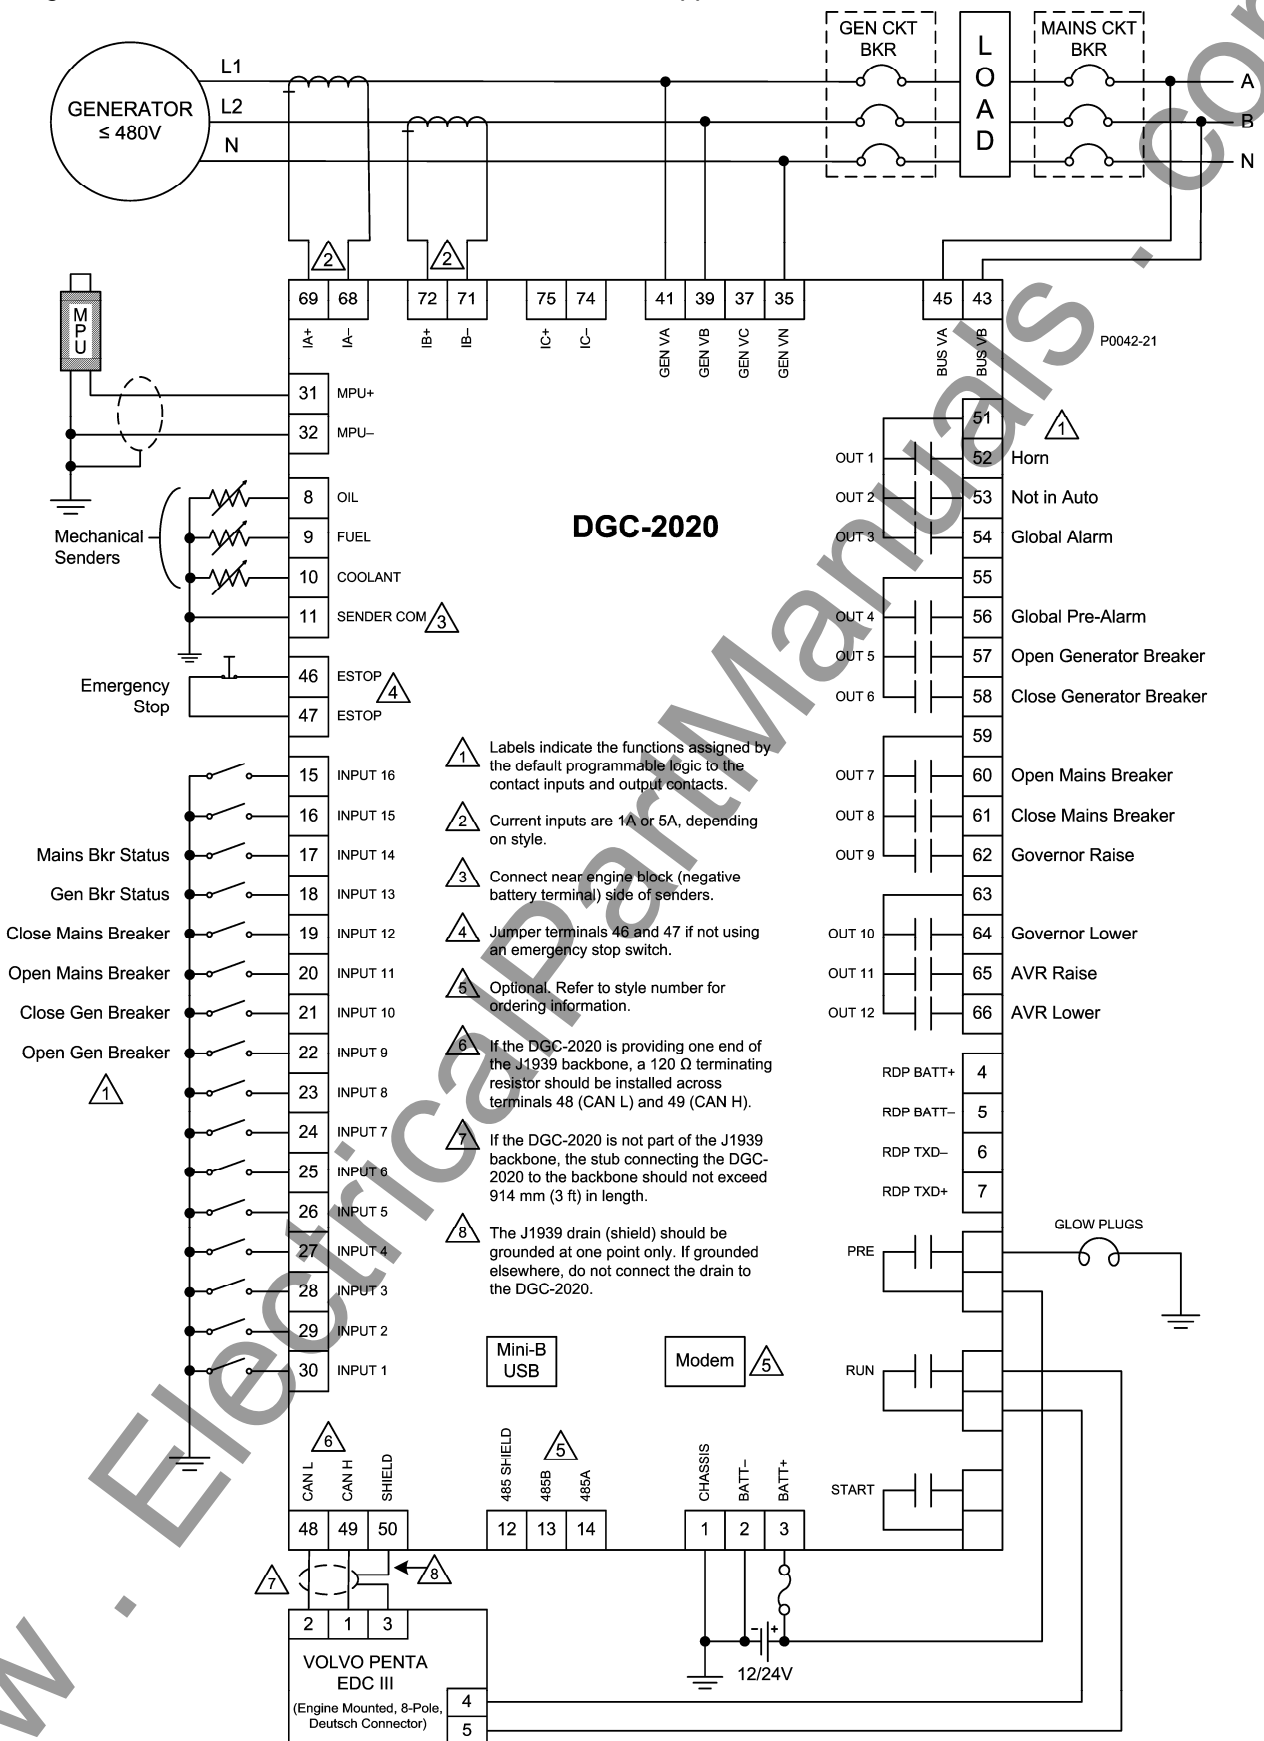 GEN CKT
BKR
LOAD
MAINS CKT
BKR
L1
L2
N
GENERATOR
≤ 480V
A
B
N
2
2
69
68
72
71
75
74
41
39
37
35
45
43
IA+
IA–
IB+
IB–
IC+
IC–
GEN VA
GEN VB
GEN VC
GEN VN
BUS VA
BUS VB
P0042-21
MPU
31 MPU+
32 MPU–
8 OIL
9 FUEL
10 COOLANT
11 SENDER COM
3
Mechanical
Senders
Emergency
Stop
46 ESTOP
47 ESTOP
4
DGC-2020
15 INPUT 16
16 INPUT 15
Mains Bkr Status 17 INPUT 14
Gen Bkr Status 18 INPUT 13
Close Mains Breaker 19 INPUT 12
Open Mains Breaker 20 INPUT 11
Close Gen Breaker 21 INPUT 10
Open Gen Breaker 22 INPUT 9
1
23 INPUT 8
24 INPUT 7
25 INPUT 6
26 INPUT 5
27 INPUT 4
28 INPUT 3
29 INPUT 2
30 INPUT 1
1 Labels indicate the functions assigned by
the default programmable logic to the
contact inputs and output contacts.
2 Current inputs are 1A or 5A, depending
on style.
3 Connect near engine block (negative
battery terminal) side of senders.
4 Jumper terminals 46 and 47 if not using
an emergency stop switch.
5 Optional. Refer to style number for
ordering information.
6 If the DGC-2020 is providing one end of
the J1939 backbone, a 120 Ω terminating
resistor should be installed across
terminals 48 (CAN L) and 49 (CAN H).
7 If the DGC-2020 is not part of the J1939
backbone, the stub connecting the DGC-
2020 to the backbone should not exceed
914 mm (3 ft) in length.
8 The J1939 drain (shield) should be
grounded at one point only. If grounded
elsewhere, do not connect the drain to
the DGC-2020.
51
1
OUT 1 52 Horn
OUT 2 53 Not in Auto
OUT 3 54 Global Alarm
55
OUT 4 56 Global Pre-Alarm
OUT 5 57 Open Generator Breaker
OUT 6 58 Close Generator Breaker
59
OUT 7 60 Open Mains Breaker
OUT 8 61 Close Mains Breaker
OUT 9 62 Governor Raise
63
OUT 10 64 Governor Lower
OUT 11 65 AVR Raise
OUT 12 66 AVR Lower
RDP BATT+ 4
RDP BATT– 5
RDP TXD– 6
RDP TXD+ 7
GLOW PLUGS
PRE
RUN
START
Mini-B
USB
Modem
5
6
5
CAN L
CAN H
SHIELD
485 SHIELD
485B
485A
CHASSIS
BATT–
BATT+
48
49
50
12
13
14
1
2
3
7
8
2
1
3
VOLVO PENTA
EDC III
(Engine Mounted, 8-Pole,
Deutsch Connector)
4
5
- +
12/24V
w . ElectricalPartManuals . com